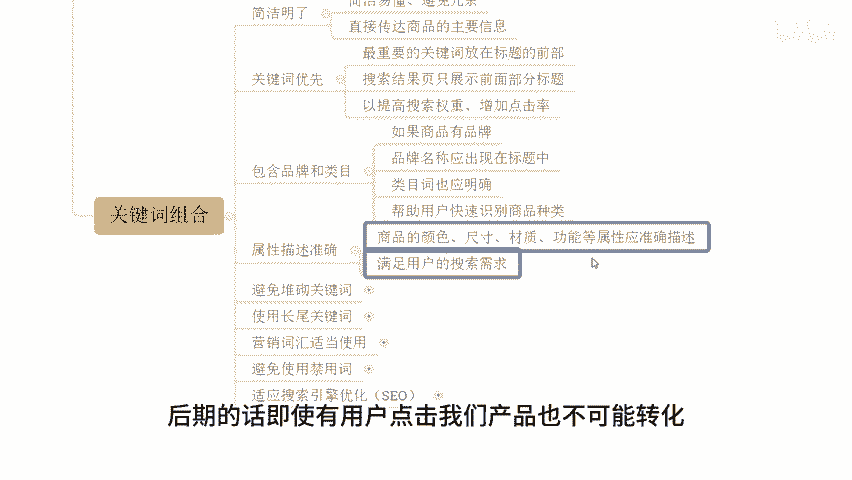 简洁明了
简洁易懂、避免冗余
直接传达商品的主要信息
关键词优先
最重要的关键词放在标题的前部
搜索结果页只展示前面部分标题
以提高搜索权重、增加点击率
包含品牌和类目
如果商品有品牌
品牌名称应出现在标题中
类目词也应明确
帮助用户快速识别商品种类
关键词组合
属性描述准确
商品的颜色、尺寸、材质、功能等属性应准确描述
满足用户的搜索需求
避免堆砌关键词
使用长尾关键词
营销词汇适当使用
避免使用禁用词
适应搜索引擎优化（SEO）
后期的话即使有用户点击我们产品也不可能转化